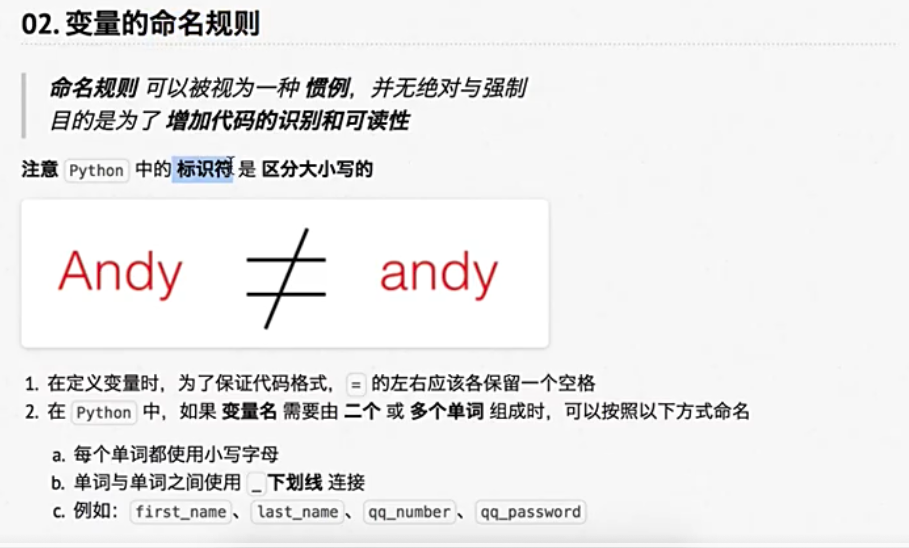 02. 变量的命名规则
命名规则 可以被视为一种 惯例，并无绝对与强制
目的是为了 增加代码的识别和可读性
注意 Python 中的 标识符 是 区分大小写的
Andy ≠ andy
1. 在定义变量时，为了保证代码格式， = 的左右应该各保留一个空格
2. 在 Python 中，如果 变量名 需要由 二个 或 多个单词 组成时，可以按照以下方式命名
a. 每个单词都使用小写字母
b. 单词与单词之间使用 _下划线 连接
c. 例如： first_name 、 last_name 、 qq_number 、 qq_password